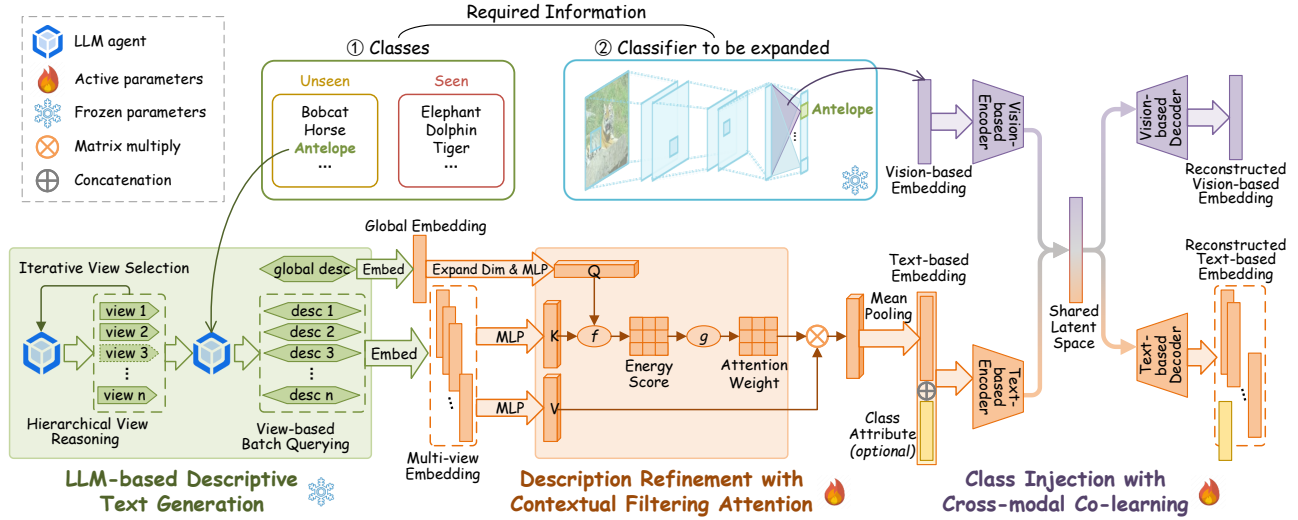 LLM agent
Active parameters
Frozen parameters
Matrix multiply
Concatenation
Required Information
① Classes
② Classifier to be expanded
Unseen
Seen
Bobcat
Horse
Antelope
...
Elephant
Dolphin
Tiger
...
Antelope
...
Vision-based
Embedding
Vision-
based
Encoder
Vision-
based
Decoder
Reconstructed
Vision-based
Embedding
Iterative View Selection
view 1
view 2
view 3
...
view n
Hierarchical View
Reasoning
global desc
desc 1
desc 2
desc 3
...
desc n
View-based
Batch Querying
Embed
Embed
Global Embedding
Expand Dim & MLP
...
Multi-view
Embedding
MLP
MLP
Q
K
V
f
Energy
Score
g
Attention
Weight
Mean
Pooling
Text-based
Embedding
Class
Attribute
(optional)
Text-
based
Encoder
Shared
Latent
Space
Text-
based
Decoder
Reconstructed
Text-based
Embedding
...
LLM-based Descriptive
Text Generation
Description Refinement with
Contextual Filtering Attention
Class Injection with
Cross-modal Co-learning